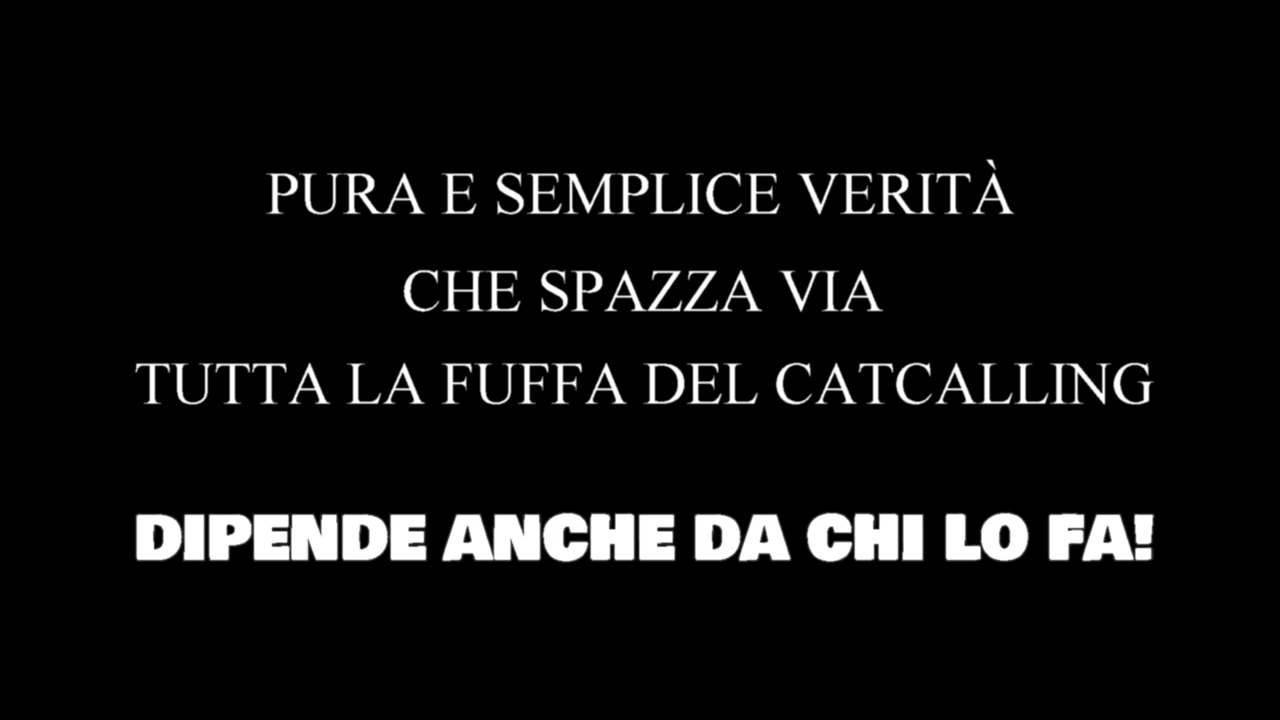 PURA E SEMPLICE VERITÀ
CHE SPAZZA VIA
TUTTA LA FUFFA DEL CATCALLING
DIPENDE ANCHE DA CHI LO FA!